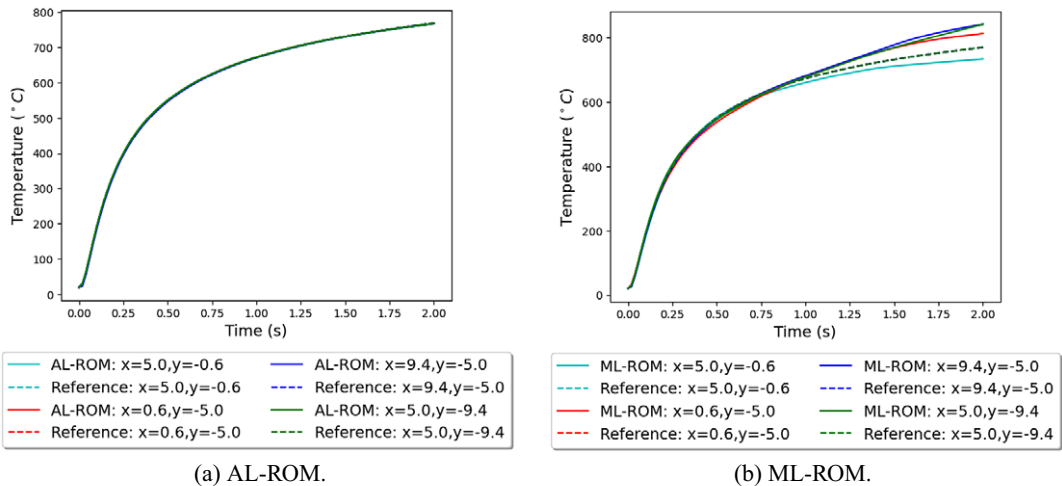 800
700
600
500
400
300
200
100
0
Temperature (°C)
0.00 0.25 0.50 0.75 1.00 1.25 1.50 1.75 2.00
Time (s)
AL-ROM: x=5.0,y=-0.6
Reference: x=5.0,y=-0.6
AL-ROM: x=0.6,y=-5.0
Reference: x=0.6,y=-5.0
AL-ROM: x=9.4,y=-5.0
Reference: x=9.4,y=-5.0
AL-ROM: x=5.0,y=-9.4
Reference: x=5.0,y=-9.4
(a) AL-ROM.
800
600
400
200
0
Temperature (°C)
0.00 0.25 0.50 0.75 1.00 1.25 1.50 1.75 2.00
Time (s)
ML-ROM: x=5.0,y=-0.6
Reference: x=5.0,y=-0.6
ML-ROM: x=0.6,y=-5.0
Reference: x=0.6,y=-5.0
ML-ROM: x=9.4,y=-5.0
Reference: x=9.4,y=-5.0
ML-ROM: x=5.0,y=-9.4
Reference: x=5.0,y=-9.4
(b) ML-ROM.